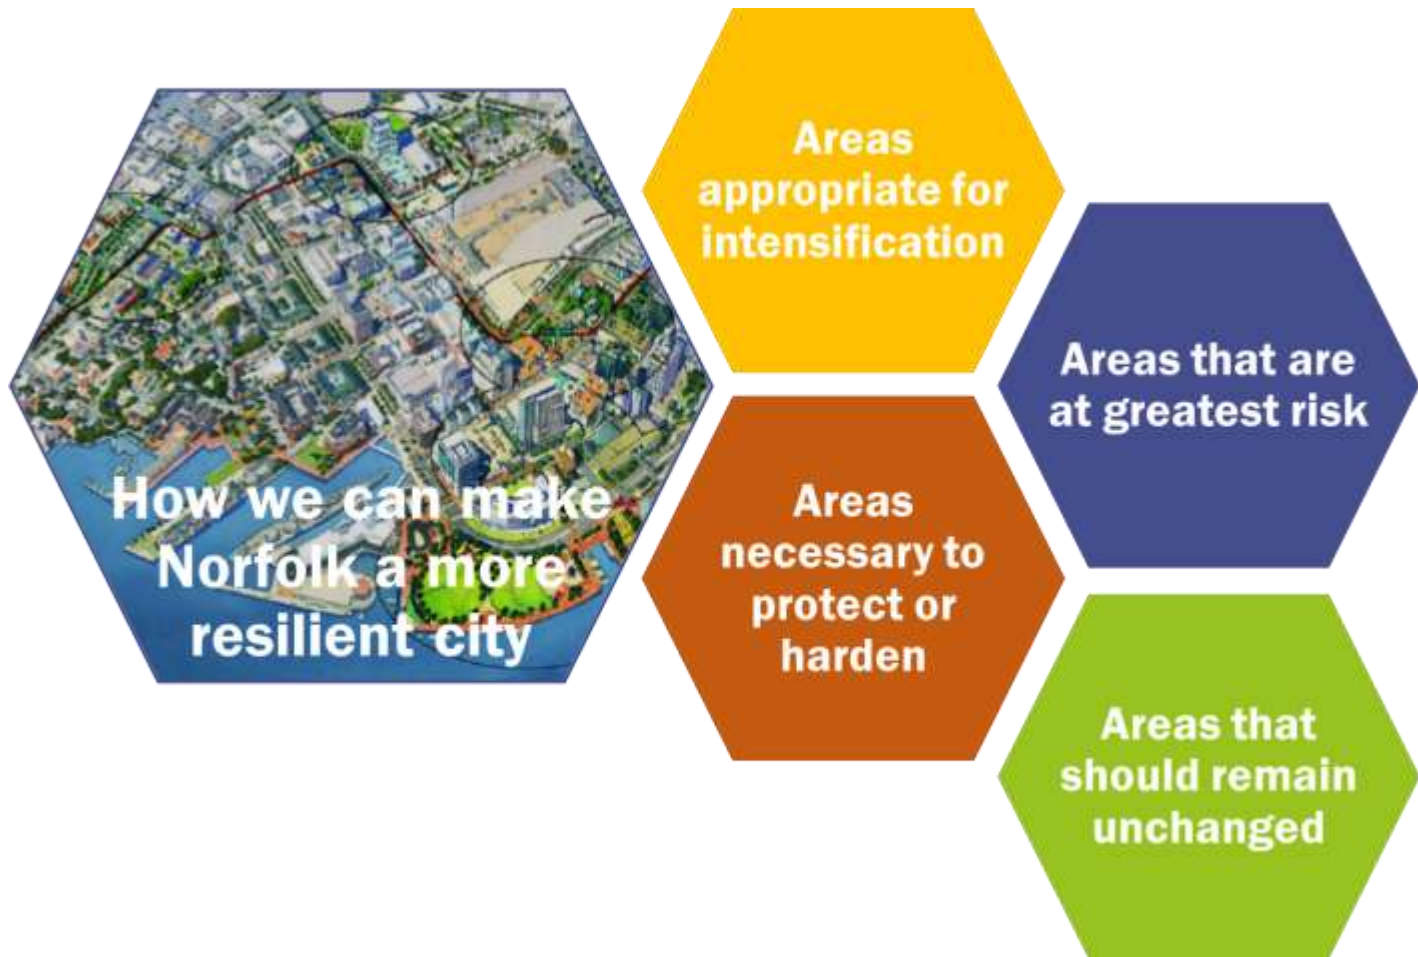 How we can make
Norfolk a more
resilient city
Areas
appropriate for
intensification
Areas that are
at greatest risk
Areas
necessary to
protect or
harden
Areas that
should remain
unchanged